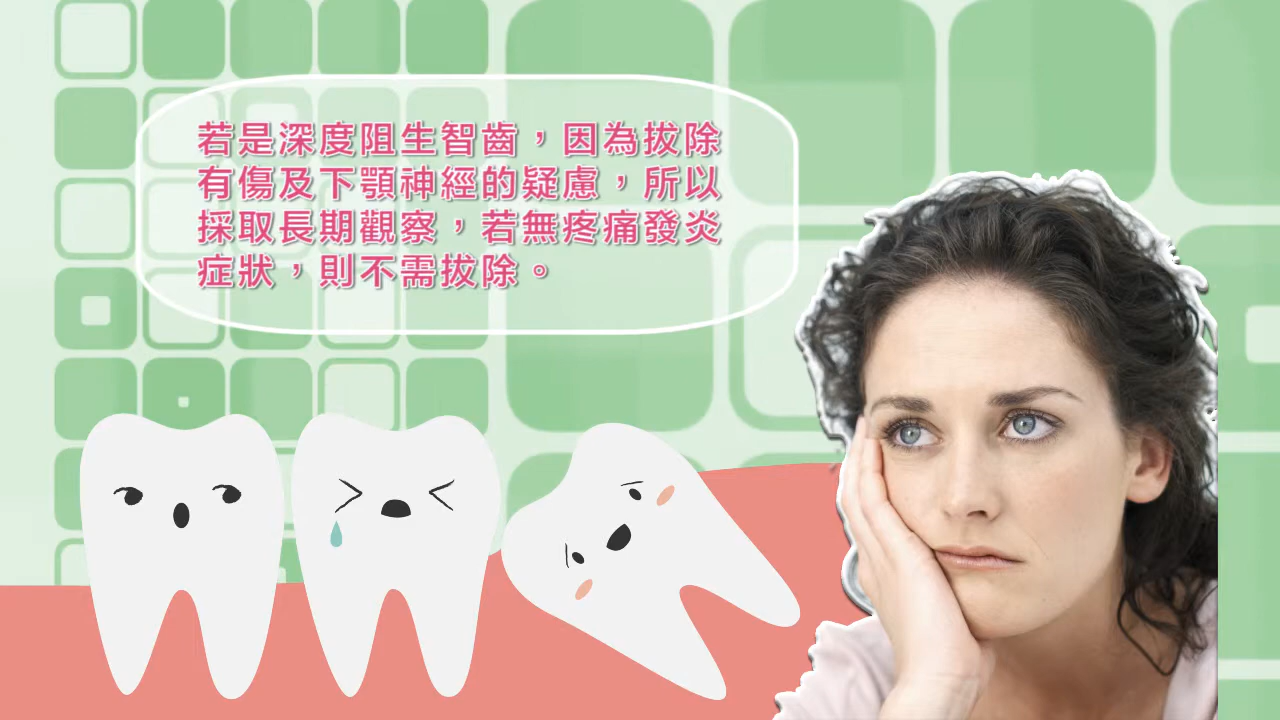 若是深度阻生智齒，因為拔除
有傷及下顎神經的疑慮，所以
採取長期觀察，若無疼痛發炎
症狀，則不需拔除。